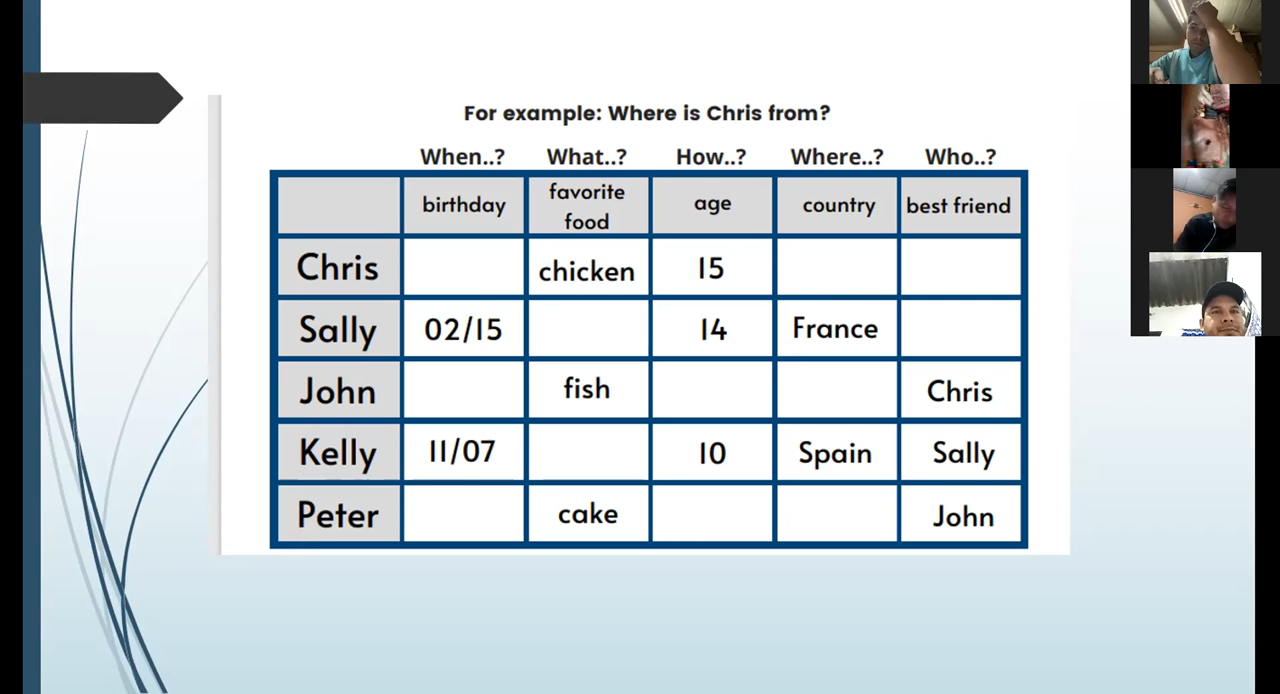 For example: Where is Chris from?
When..? What..? How..? Where..? Who..?
birthday favorite food age country best friend
Chris chicken 15
Sally 02/15 14 France
John fish Chris
Kelly 11/07 10 Spain Sally
Peter cake John